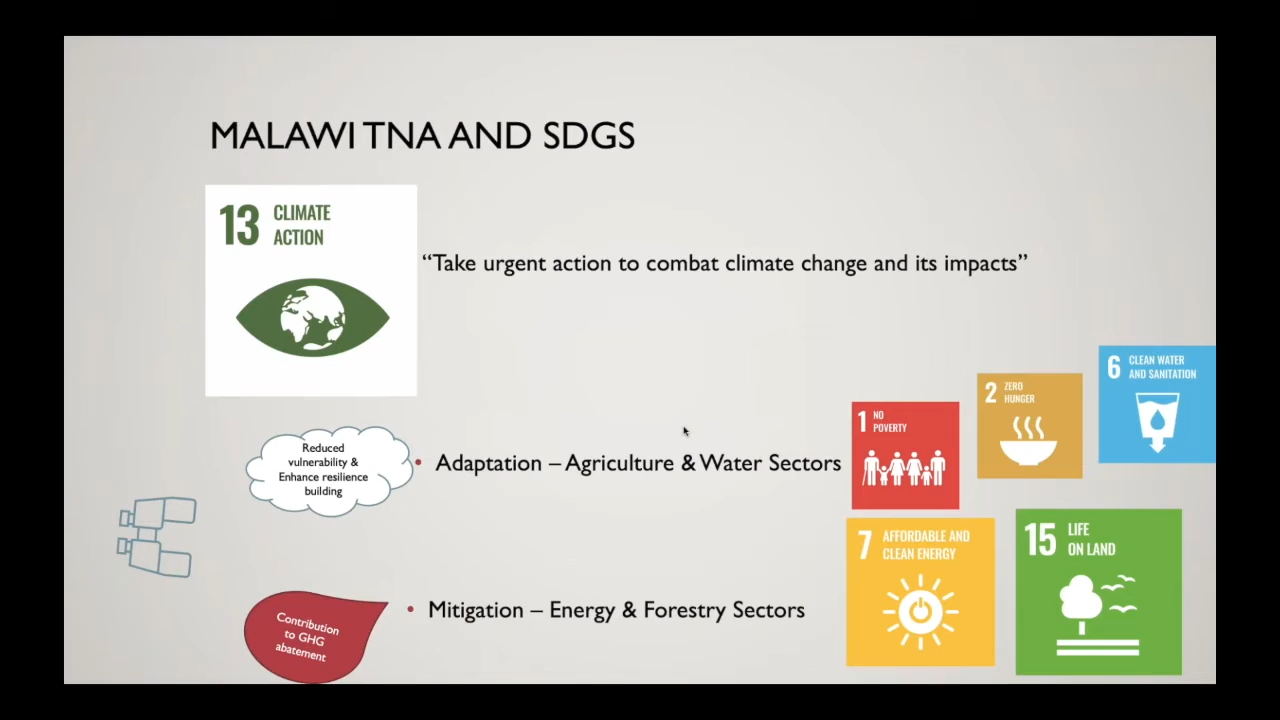 MALAWI TNA AND SDGS
13 CLIMATE
ACTION
“Take urgent action to combat climate change and its impacts”
6 CLEAN WATER
AND SANITATION
2 ZERO
HUNGER
1 NO
POVERTY
Reduced
vulnerability &
Enhance resilience
building
• Adaptation – Agriculture & Water Sectors
7 AFFORDABLE AND
CLEAN ENERGY
15 LIFE
ON LAND
Contribution
to GHG
abatement
• Mitigation – Energy & Forestry Sectors